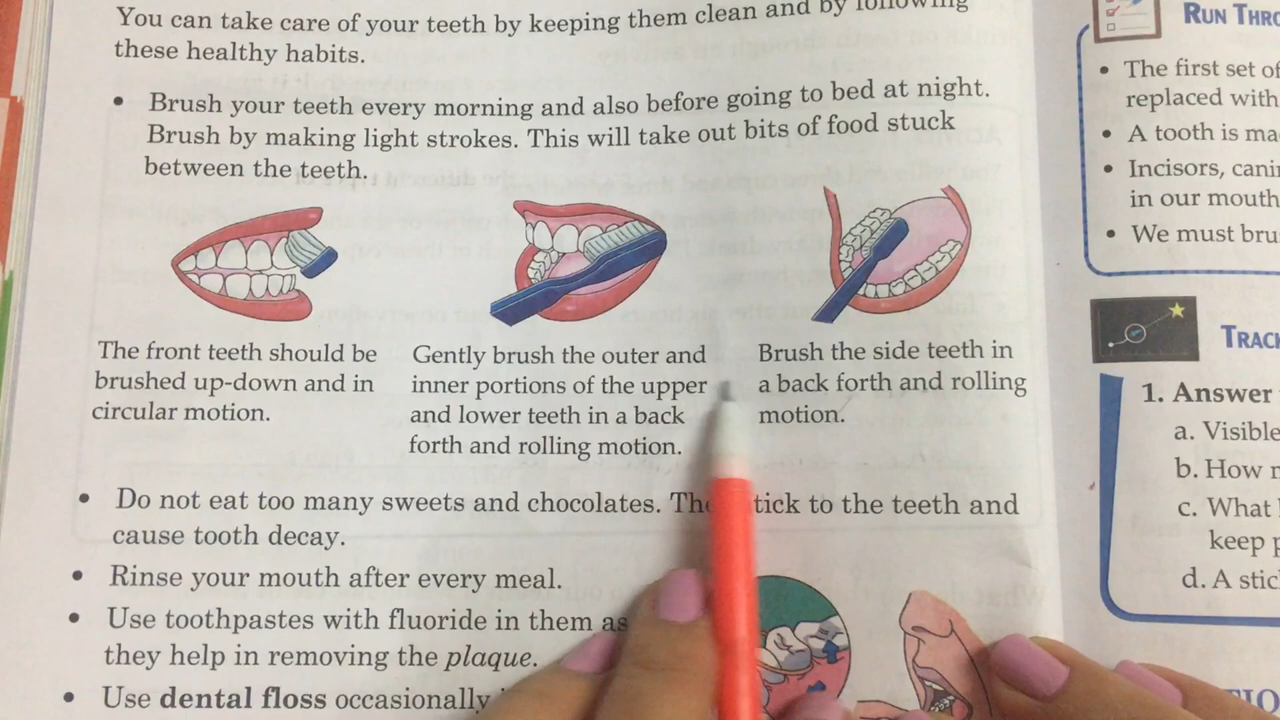 You can take care of your teeth by keeping them clean and by following
these healthy habits.
• Brush your teeth every morning and also before going to bed at night.
Brush by making light strokes. This will take out bits of food stuck
between the teeth.
The front teeth should be
brushed up-down and in
circular motion.
Gently brush the outer and
inner portions of the upper
and lower teeth in a back
forth and rolling motion.
Brush the side teeth in
a back forth and rolling
motion.
• Do not eat too many sweets and chocolates. The tick to the teeth and
cause tooth decay.
• Rinse your mouth after every meal.
• Use toothpastes with fluoride in them as
they help in removing the plaque.
• Use dental floss occasionally
RUN THRO
• The first set of
replaced with
• A tooth is ma
• Incisors, cani
in our mouth
• We must bru
TRACK
1. Answer
a. Visible
b. How
c. What
keep
d. A stic